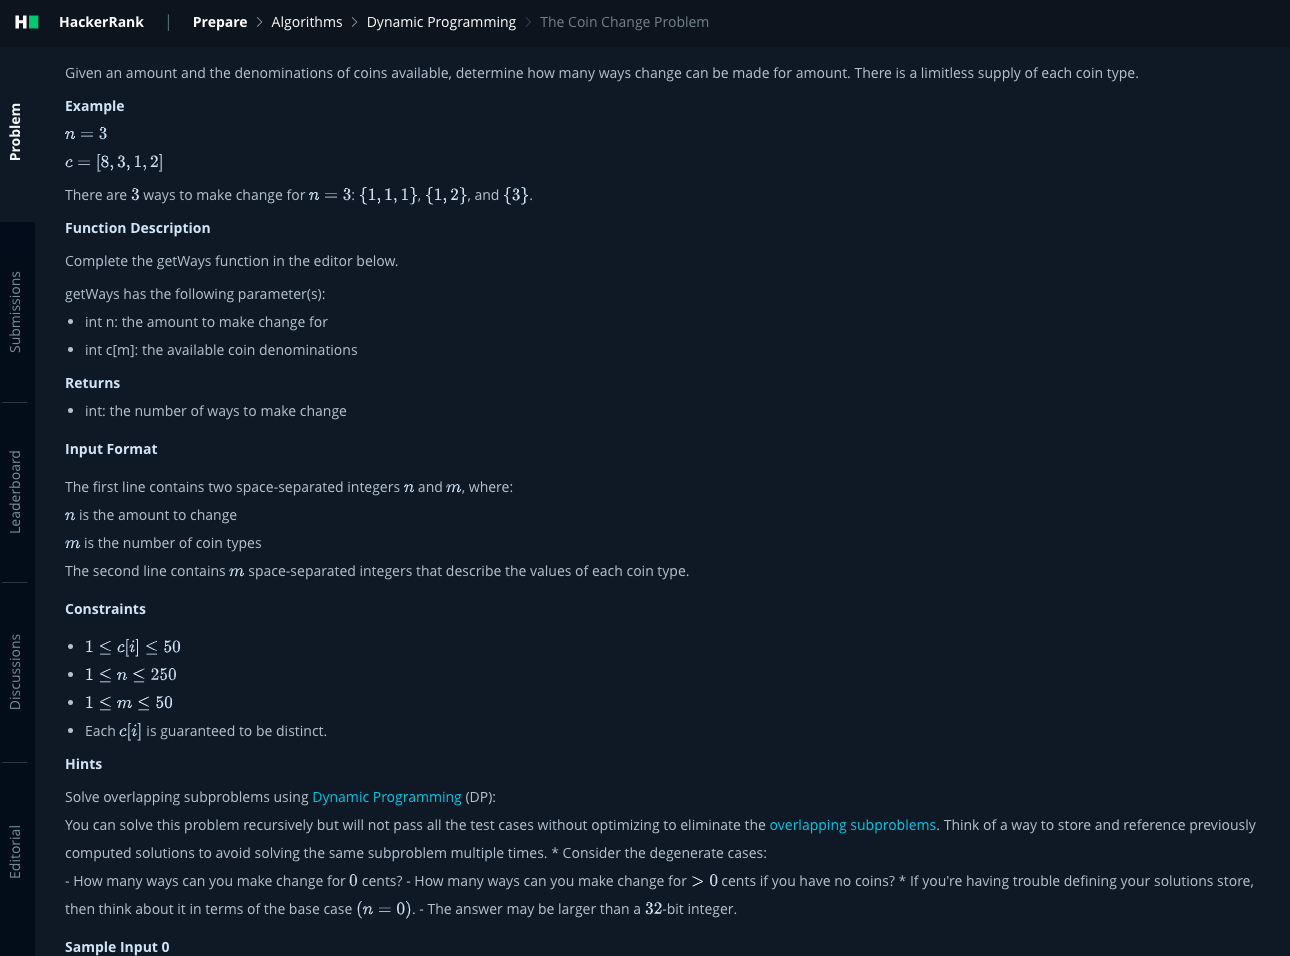 H HackerRank | Prepare > Algorithms > Dynamic Programming > The Coin Change Problem
Problem
Submissions
Leaderboard
Discussions
Editorial
Given an amount and the denominations of coins available, determine how many ways change can be made for amount. There is a limitless supply of each coin type.
Example
n = 3
c = [8, 3, 1, 2]
There are 3 ways to make change for n = 3: {1, 1, 1}, {1, 2}, and {3}.
Function Description
Complete the getWays function in the editor below.
getWays has the following parameter(s):
• int n: the amount to make change for
• int c[m]: the available coin denominations
Returns
• int: the number of ways to make change
Input Format
The first line contains two space-separated integers n and m, where:
n is the amount to change
m is the number of coin types
The second line contains m space-separated integers that describe the values of each coin type.
Constraints
• 1 ≤ c[i] ≤ 50
• 1 ≤ n ≤ 250
• 1 ≤ m ≤ 50
• Each c[i] is guaranteed to be distinct.
Hints
Solve overlapping subproblems using Dynamic Programming (DP):
You can solve this problem recursively but will not pass all the test cases without optimizing to eliminate the overlapping subproblems. Think of a way to store and reference previously
computed solutions to avoid solving the same subproblem multiple times. * Consider the degenerate cases:
- How many ways can you make change for 0 cents? - How many ways can you make change for > 0 cents if you have no coins? * If you're having trouble defining your solutions store,
then think about it in terms of the base case (n = 0). - The answer may be larger than a 32-bit integer.
Sample Input 0